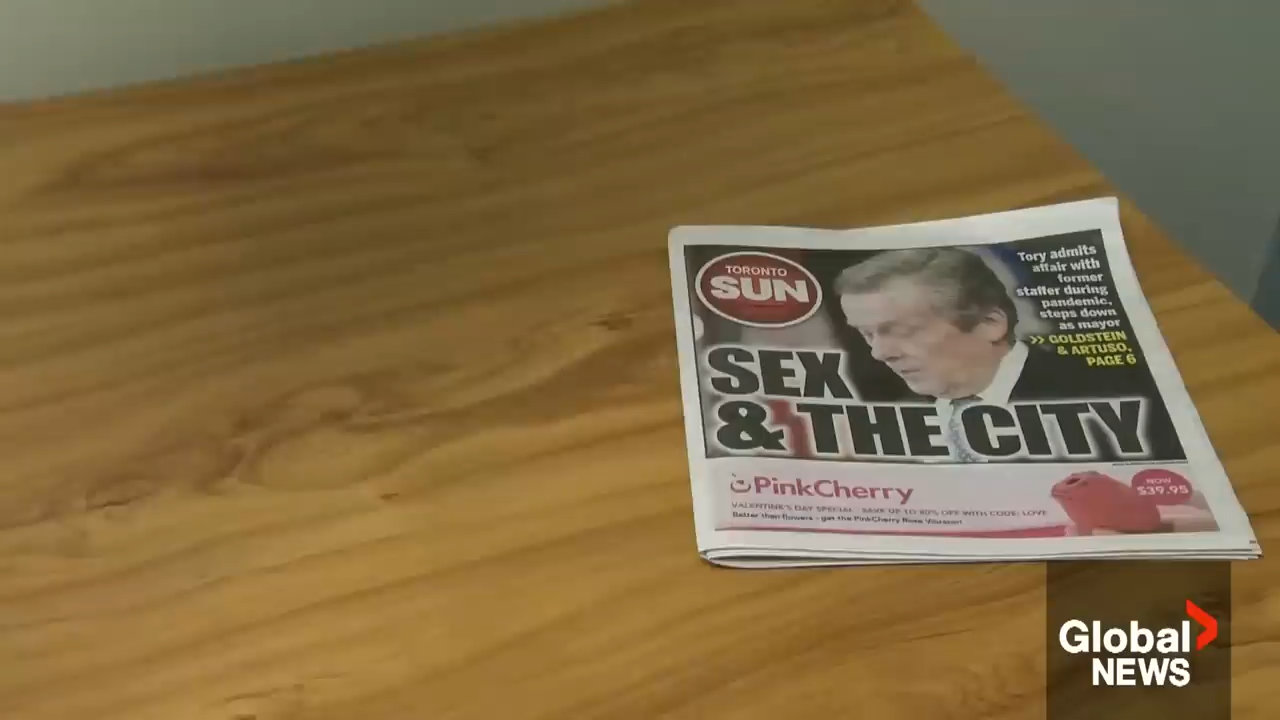 TORONTO
SUN
Tory admits
affair with
former
staffer during
pandemic,
steps down
as mayor
>> GOLDSTEIN
& ARTUSO,
PAGE 6
SEX
& THE CITY
PinkCherry
NOW
$39.95
VALENTINE'S DAY SPECIAL SAVE UP TO 80% OFF WITH CODE: LOVE
Better than flowers - get the PinkCherry Rose Vibrator!
Global
NEWS